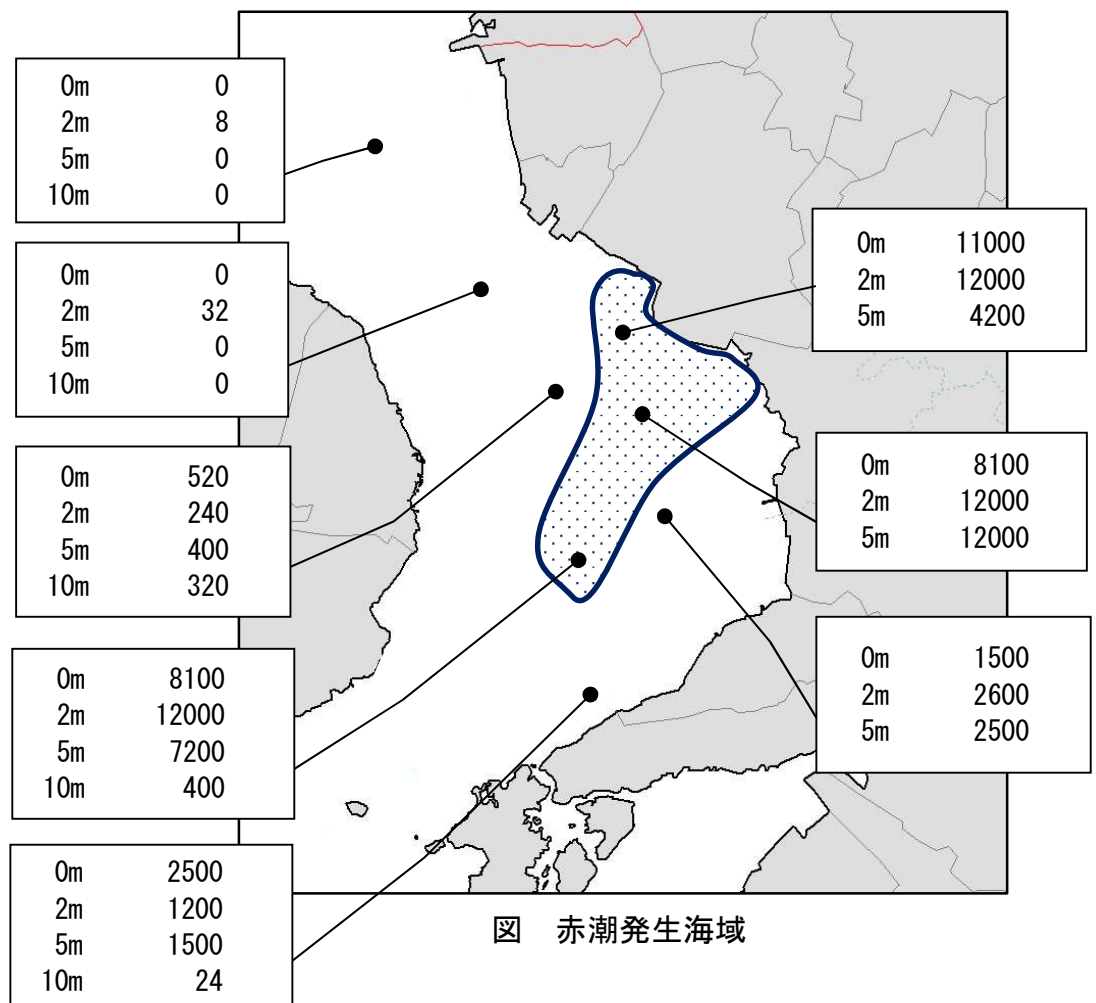 0m 0
2m 8
5m 0
10m 0
0m 0
2m 32
5m 0
10m 0
0m 520
2m 240
5m 400
10m 320
0m 8100
2m 12000
5m 7200
10m 400
0m 2500
2m 1200
5m 1500
10m 24
0m 11000
2m 12000
5m 4200
0m 8100
2m 12000
5m 12000
0m 1500
2m 2600
5m 2500
図 赤潮発生海域